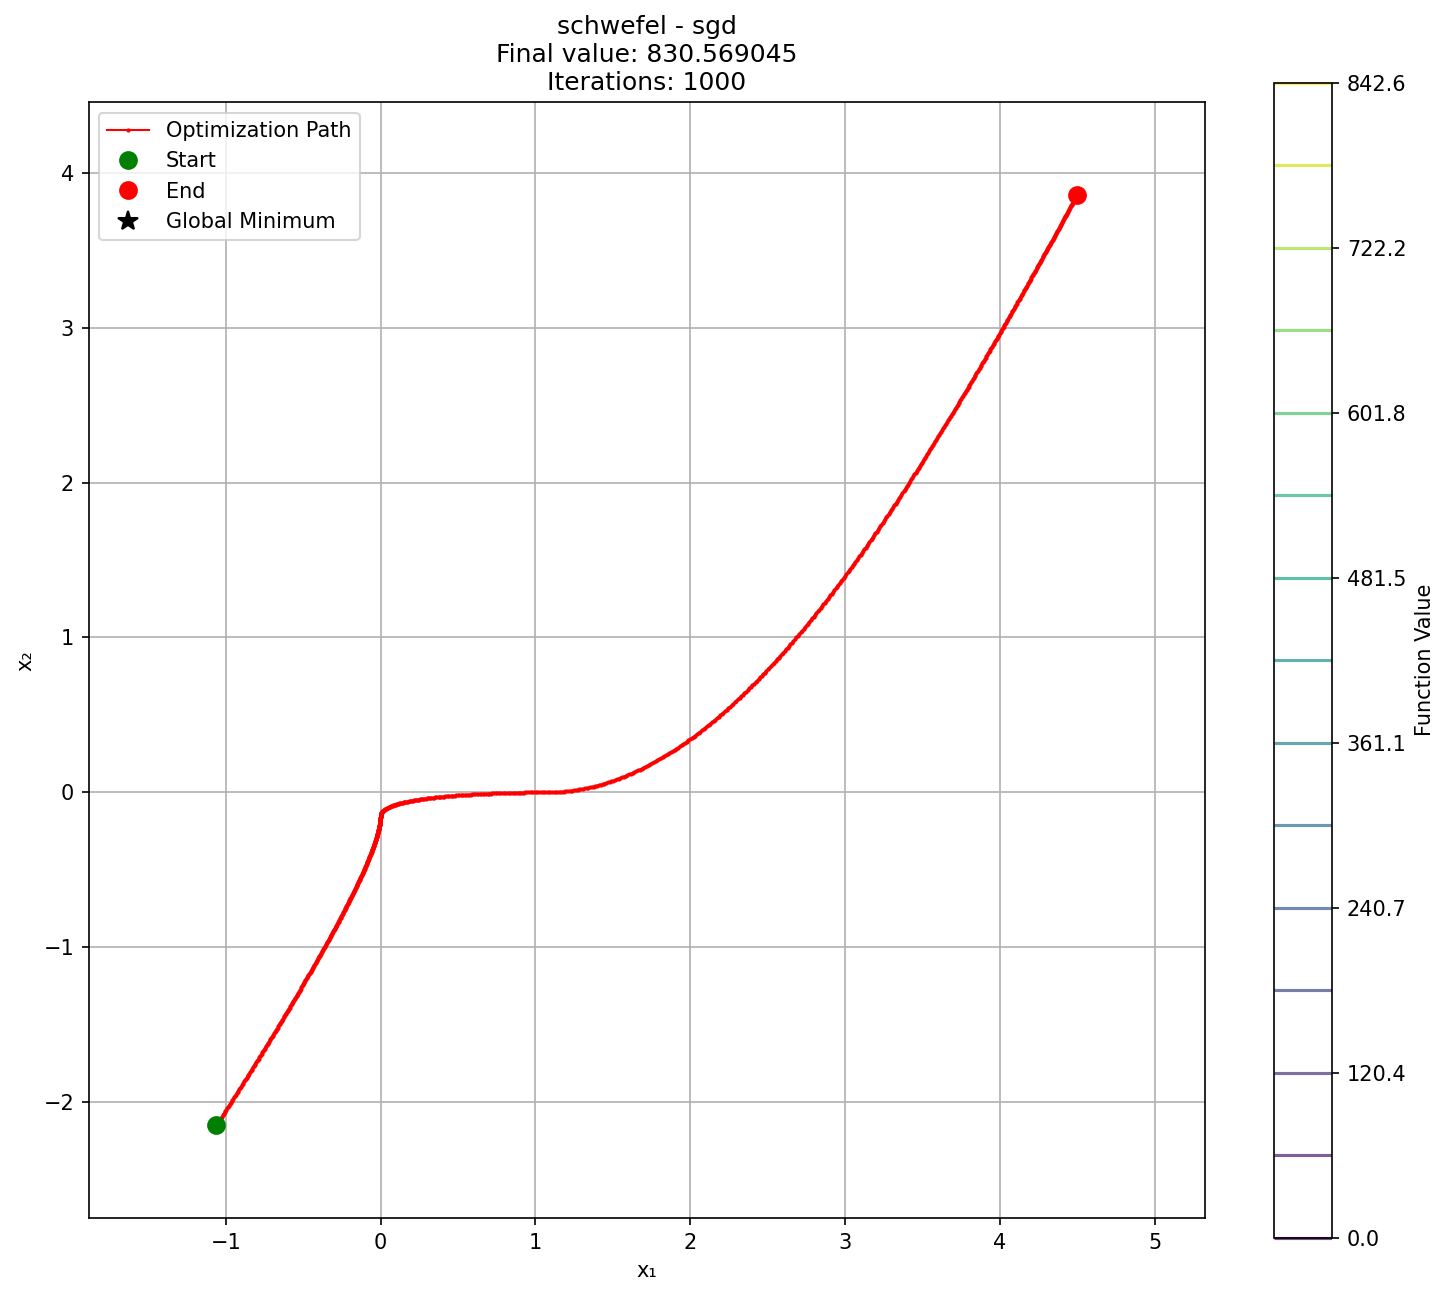 schwefel - sgd
Final value: 830.569045
Iterations: 1000
Optimization Path
Start
End
Global Minimum
4
3
2
1
0
−1
−2
x₂
−1
0
1
2
3
4
5
x₁
842.6
722.2
601.8
481.5
361.1
240.7
120.4
0.0
Function Value